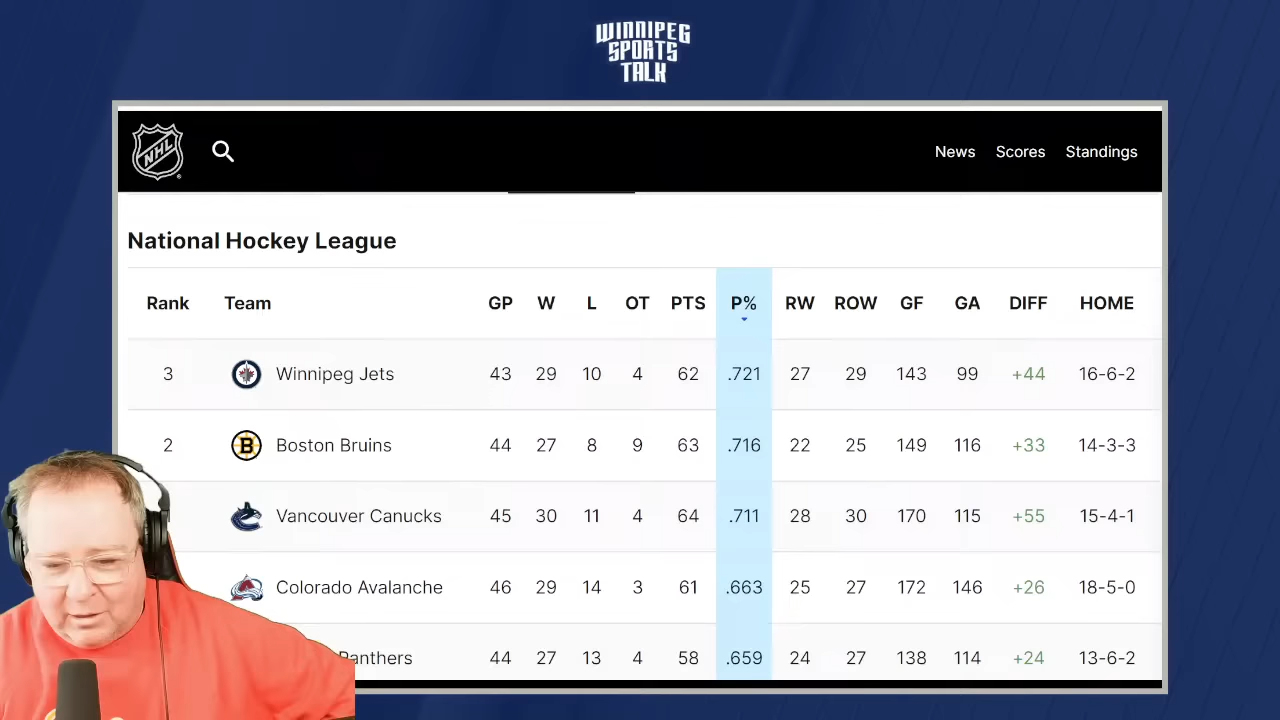 WINNIPEG
SPORTS
TALK
NHL
News Scores Standings
National Hockey League
Rank Team GP W L OT PTS P% RW ROW GF GA DIFF HOME
3 Winnipeg Jets 43 29 10 4 62 .721 27 29 143 99 +44 16-6-2
2 B Boston Bruins 44 27 8 9 63 .716 22 25 149 116 +33 14-3-3
Vancouver Canucks 45 30 11 4 64 .711 28 30 170 115 +55 15-4-1
Colorado Avalanche 46 29 14 3 61 .663 25 27 172 146 +26 18-5-0
Panthers 44 27 13 4 58 .659 24 27 138 114 +24 13-6-2